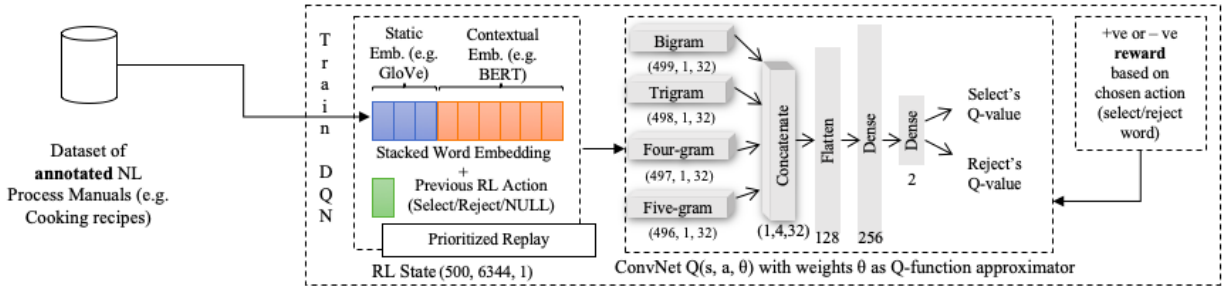 Dataset of
annotated NL
Process Manuals (e.g.
Cooking recipes)
Train DQN
Static
Emb. (e.g.
GloVe)
Contextual
Emb. (e.g.
BERT)
Stacked Word Embedding
+
Previous RL Action
(Select/Reject/NULL)
Prioritized Replay
RL State (500, 6344, 1)
Bigram
(499, 1, 32)
Trigram
(498, 1, 32)
Four-gram
(497, 1, 32)
Five-gram
(496, 1, 32)
Concatenate
(1,4,32)
Flatten
128
Dense
256
Dense
2
Select's
Q-value
Reject's
Q-value
ConvNet Q(s, a, θ) with weights θ as Q-function approximator
+ve or – ve
reward
based on
chosen action
(select/reject
word)